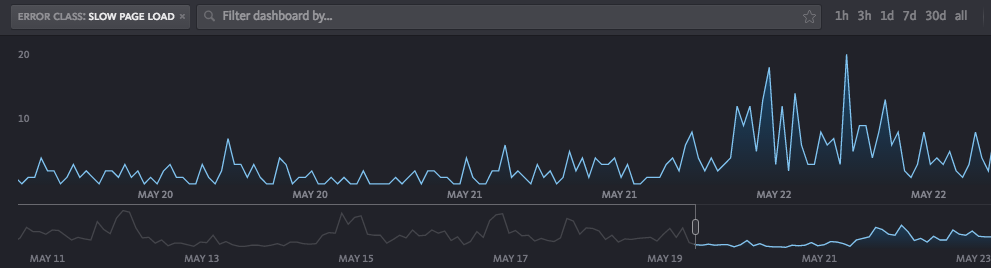 ERROR CLASS: SLOW PAGE LOAD × Filter dashboard by... 1h 3h 1d 7d 30d all
20
10
MAY 20 MAY 20 MAY 21 MAY 21 MAY 22 MAY 22
MAY 11 MAY 13 MAY 15 MAY 17 MAY 19 MAY 21 MAY 23